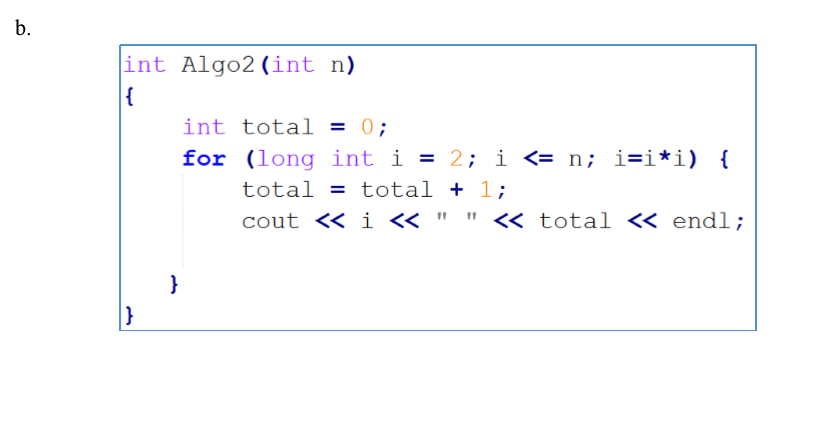 b.
int Algo2(int n)
{
    int total = 0;
    for (long int i = 2; i <= n; i=i*i) {
        total = total + 1;
        cout << i << " " << total << endl;
    }
}